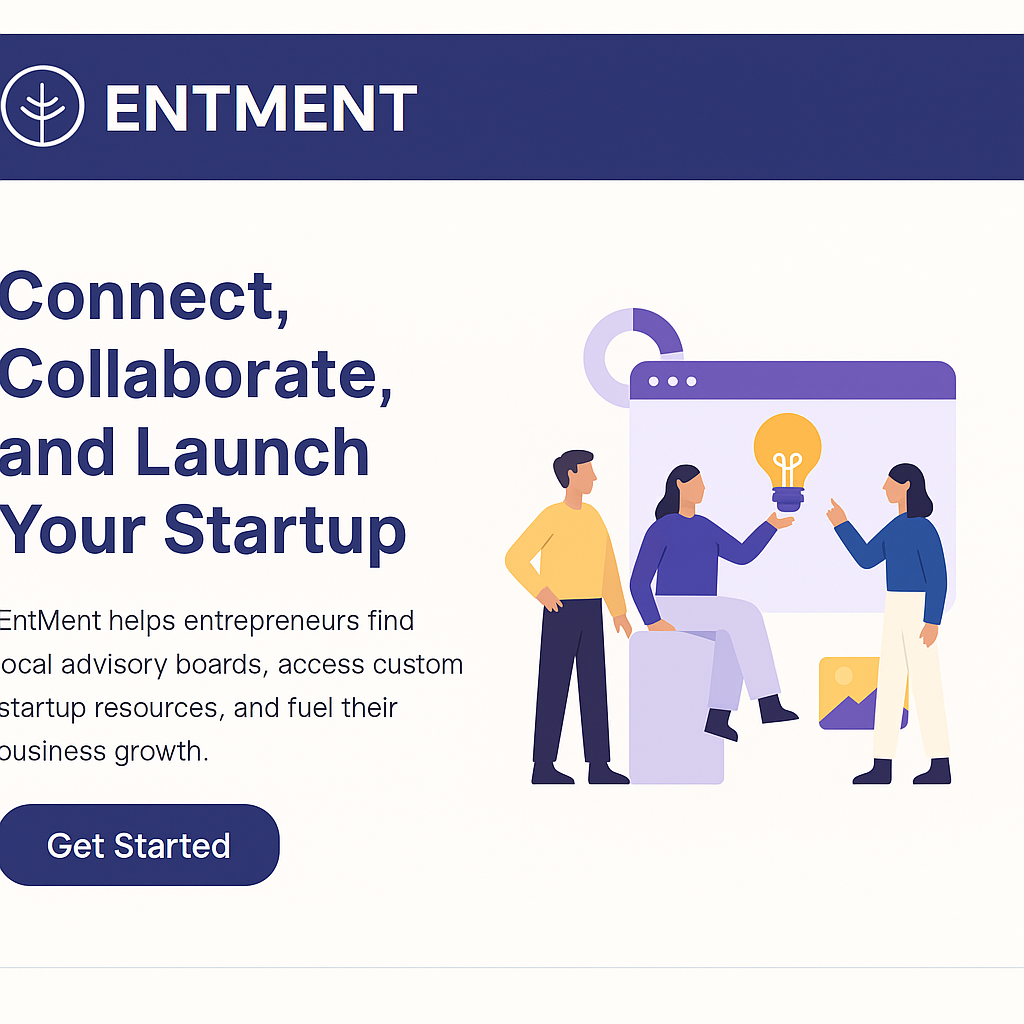 ENTMENT
Connect,
Collaborate,
and Launch
Your Startup
EntMent helps entrepreneurs find
local advisory boards, access custom
startup resources, and fuel their
business growth.
Get Started